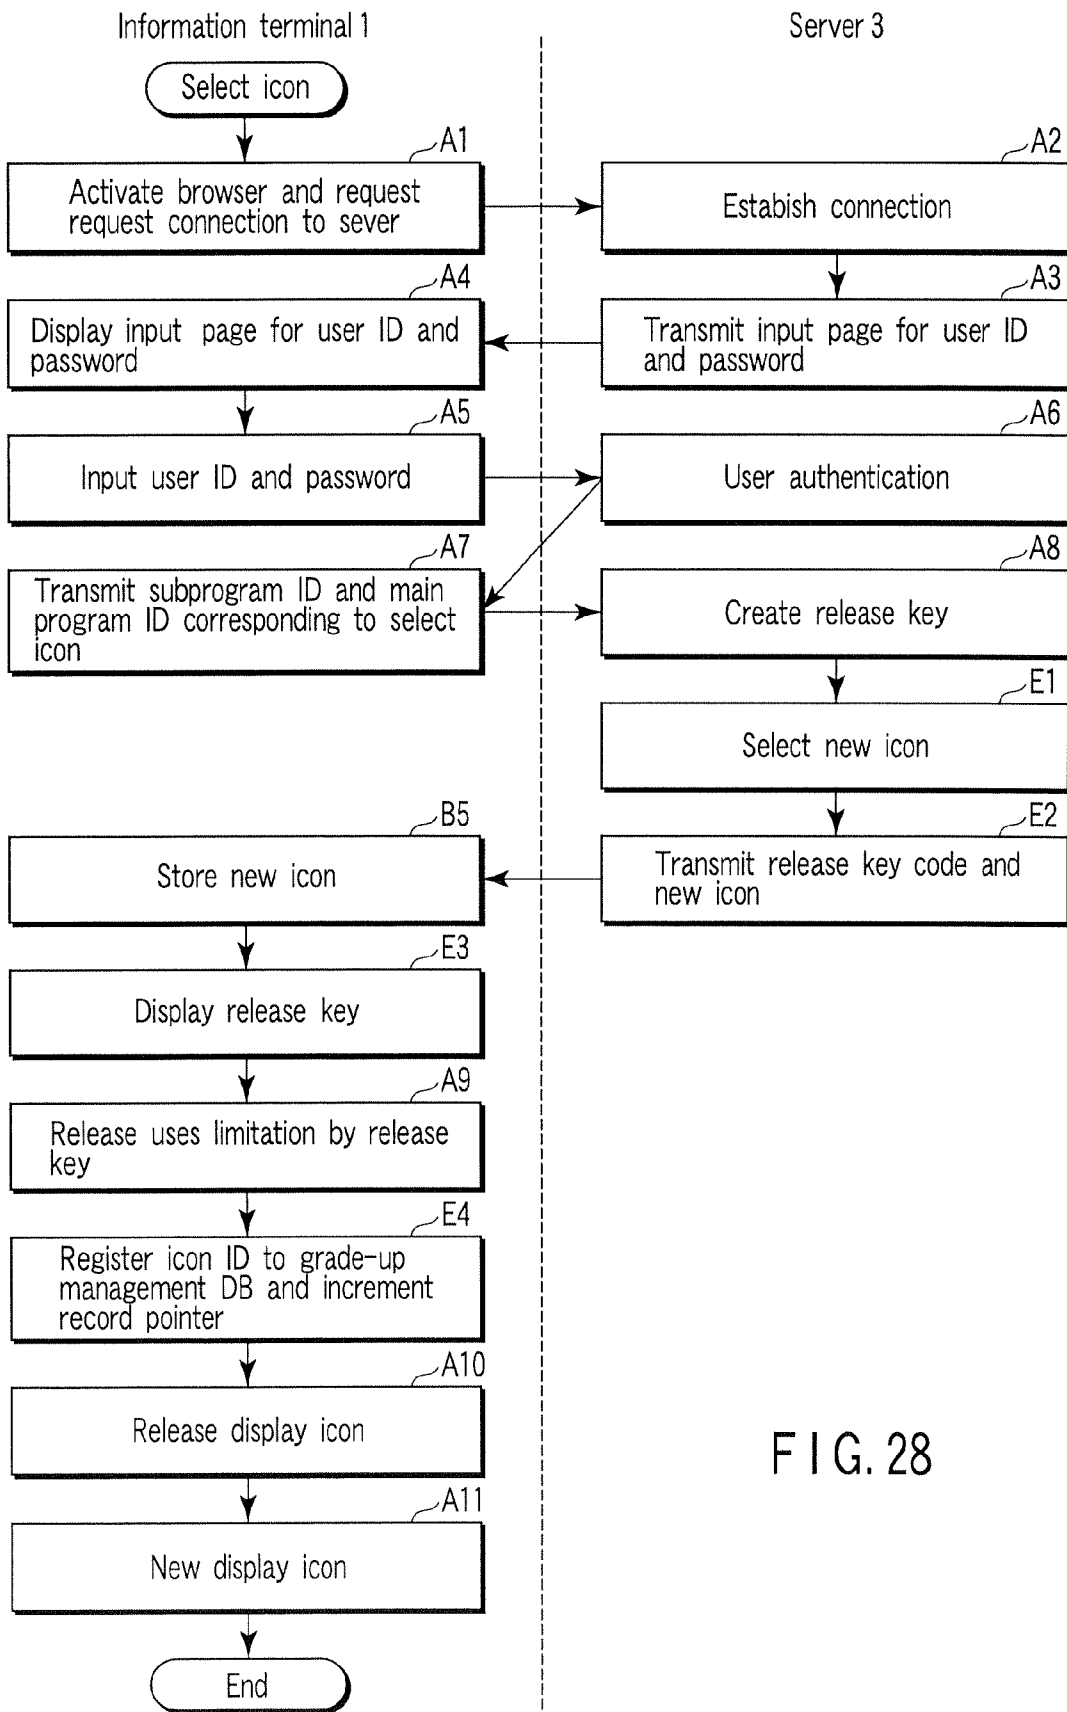 Information terminal 1
Server 3
Select icon
A1
Activate browser and request
request connection to sever
A2
Estabish connection
A4
Display input page for user ID and
password
A3
Transmit input page for user ID
and password
A5
Input user ID and password
A6
User authentication
A7
Transmit subprogram ID and main
program ID corresponding to select
icon
A8
Create release key
E1
Select new icon
B5
Store new icon
E2
Transmit release key code and
new icon
E3
Display release key
A9
Release uses limitation by release
key
E4
Register icon ID to grade-up
management DB and increment
record pointer
A10
Release display icon
A11
New display icon
End
FIG. 28